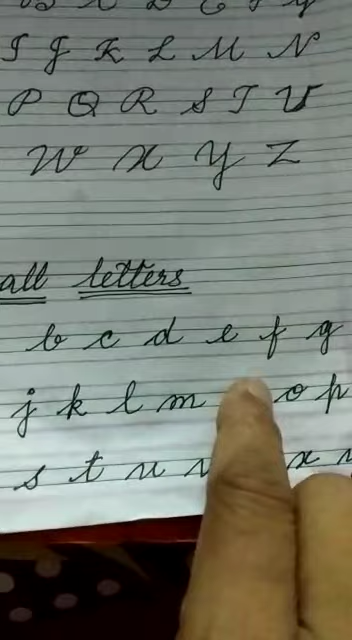 I J K L M N
P Q R S T U
W X Y Z
all letters
b c d e f g
j k l m o p
s t u x